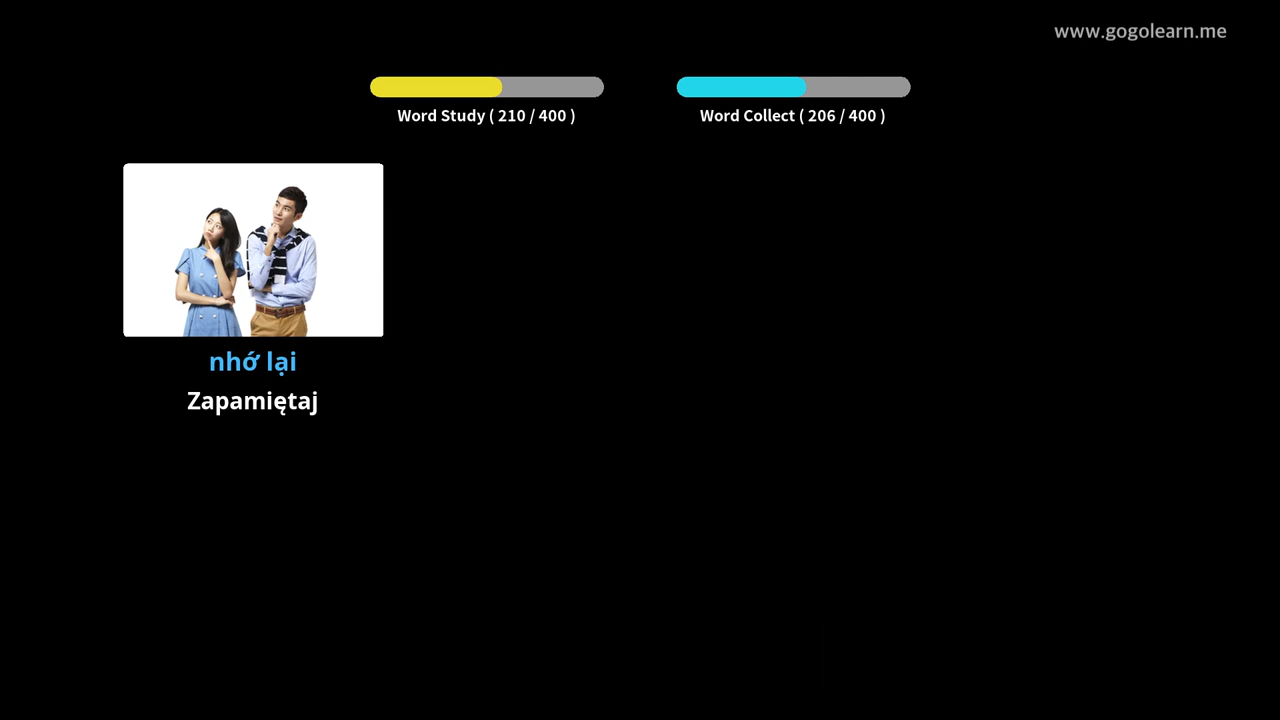 www.gogolearn.me
Word Study ( 210 / 400 )
Word Collect ( 206 / 400 )
nhớ lại
Zapamiętaj